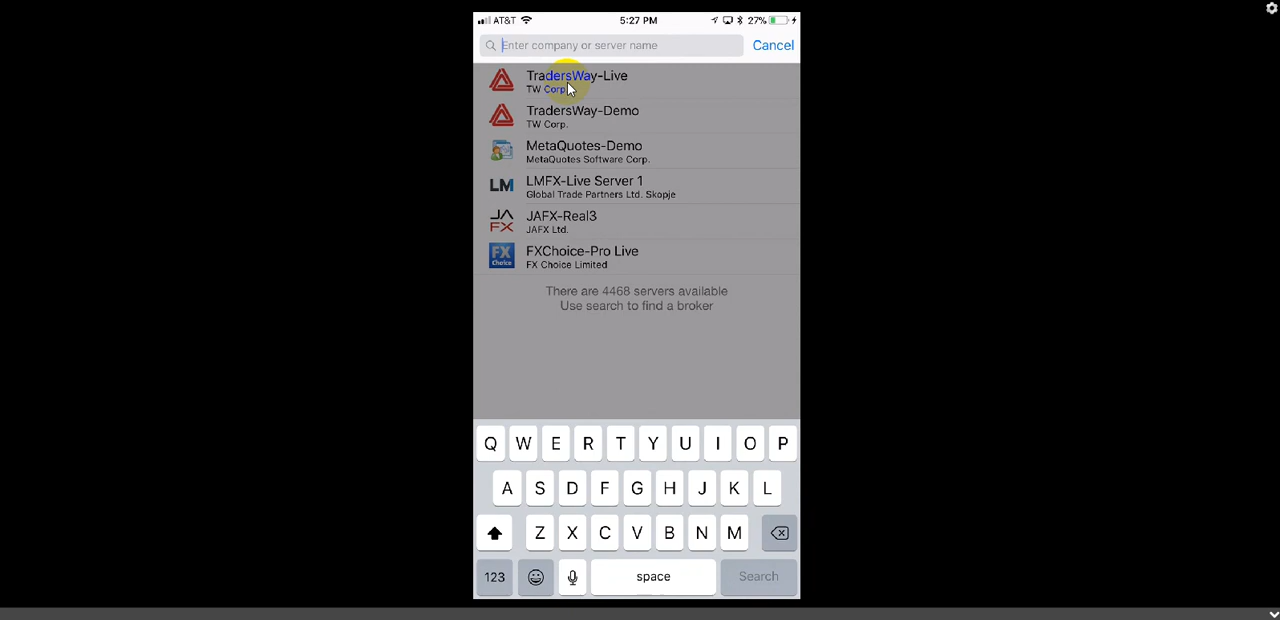 AT&T 5:27 PM 27%
Enter company or server name Cancel
TradersWay-Live
TW Corp.
TradersWay-Demo
TW Corp.
MetaQuotes-Demo
MetaQuotes Software Corp.
LM LMFX-Live Server 1
Global Trade Partners Ltd. Skopje
JA FX JAFX-Real3
JAFX Ltd.
FX Choice FXChoice-Pro Live
FX Choice Limited
There are 4468 servers available
Use search to find a broker
Q W E R T Y U I O P
A S D F G H J K L
Z X C V B N M
123 space Search